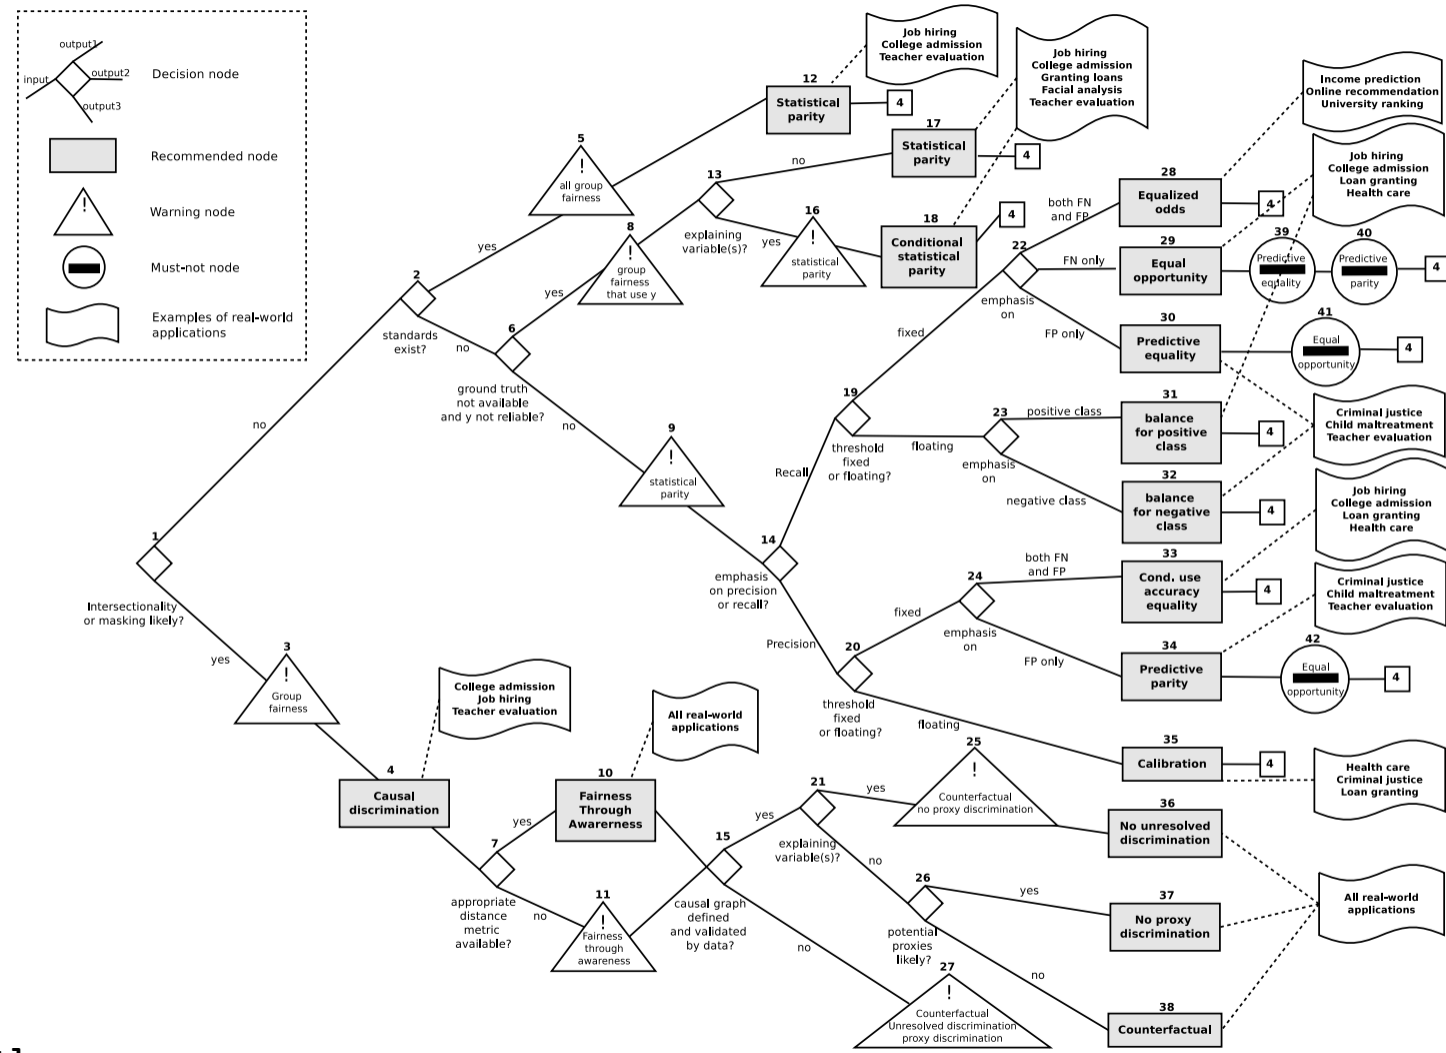 output1
input
output2
output3
Decision node
Recommended node
!
Warning node
Must-not node
Examples of real-world
applications
Job hiring
College admission
Teacher evaluation
12
Statistical
parity
4
5
!
all group
fairness
yes
2
standards
exist?
no
Job hiring
College admission
Granting loans
Facial analysis
Teacher evaluation
17
Statistical
parity
4
no
13
explaining
variable(s)?
yes
16
!
statistical
parity
18
Conditional
statistical
parity
4
8
!
group
fairness
that use y
yes
6
ground truth
not available
and y not reliable?
no
9
!
statistical
parity
no
1
Intersectionality
or masking likely?
yes
3
!
Group
fairness
Income prediction
Online recommendation
University ranking
Job hiring
College admission
Loan granting
Health care
28
Equalized
odds
4
both FN
and FP
22
emphasis
on
FN only
29
Equal
opportunity
39
Predictive
equality
40
Predictive
parity
4
FP only
30
Predictive
equality
41
Equal
opportunity
4
fixed
19
threshold
fixed
or floating?
floating
23
emphasis
on
positive class
31
balance
for positive
class
4
negative class
32
balance
for negative
class
4
Criminal justice
Child maltreatment
Teacher evaluation
Recall
14
emphasis
on precision
or recall?
Precision
Job hiring
College admission
Loan granting
Health care
33
Cond. use
accuracy
equality
4
both FN
and FP
24
emphasis
on
fixed
FP only
34
Predictive
parity
42
Equal
opportunity
4
Criminal justice
Child maltreatment
Teacher evaluation
20
threshold
fixed
or floating?
floating
35
Calibration
4
Health care
Criminal justice
Loan granting
College admission
Job hiring
Teacher evaluation
4
Causal
discrimination
All real-world
applications
10
Fairness
Through
Awarerness
yes
7
appropriate
distance
metric
available?
no
11
!
Fairness
through
awareness
15
causal graph
defined
and validated
by data?
yes
21
explaining
variable(s)?
yes
25
!
Counterfactual
no proxy discrimination
36
No unresolved
discrimination
no
26
potential
proxies
likely?
yes
37
No proxy
discrimination
All real-world
applications
no
38
Counterfactual
no
27
!
Counterfactual
Unresolved discrimination
proxy discrimination